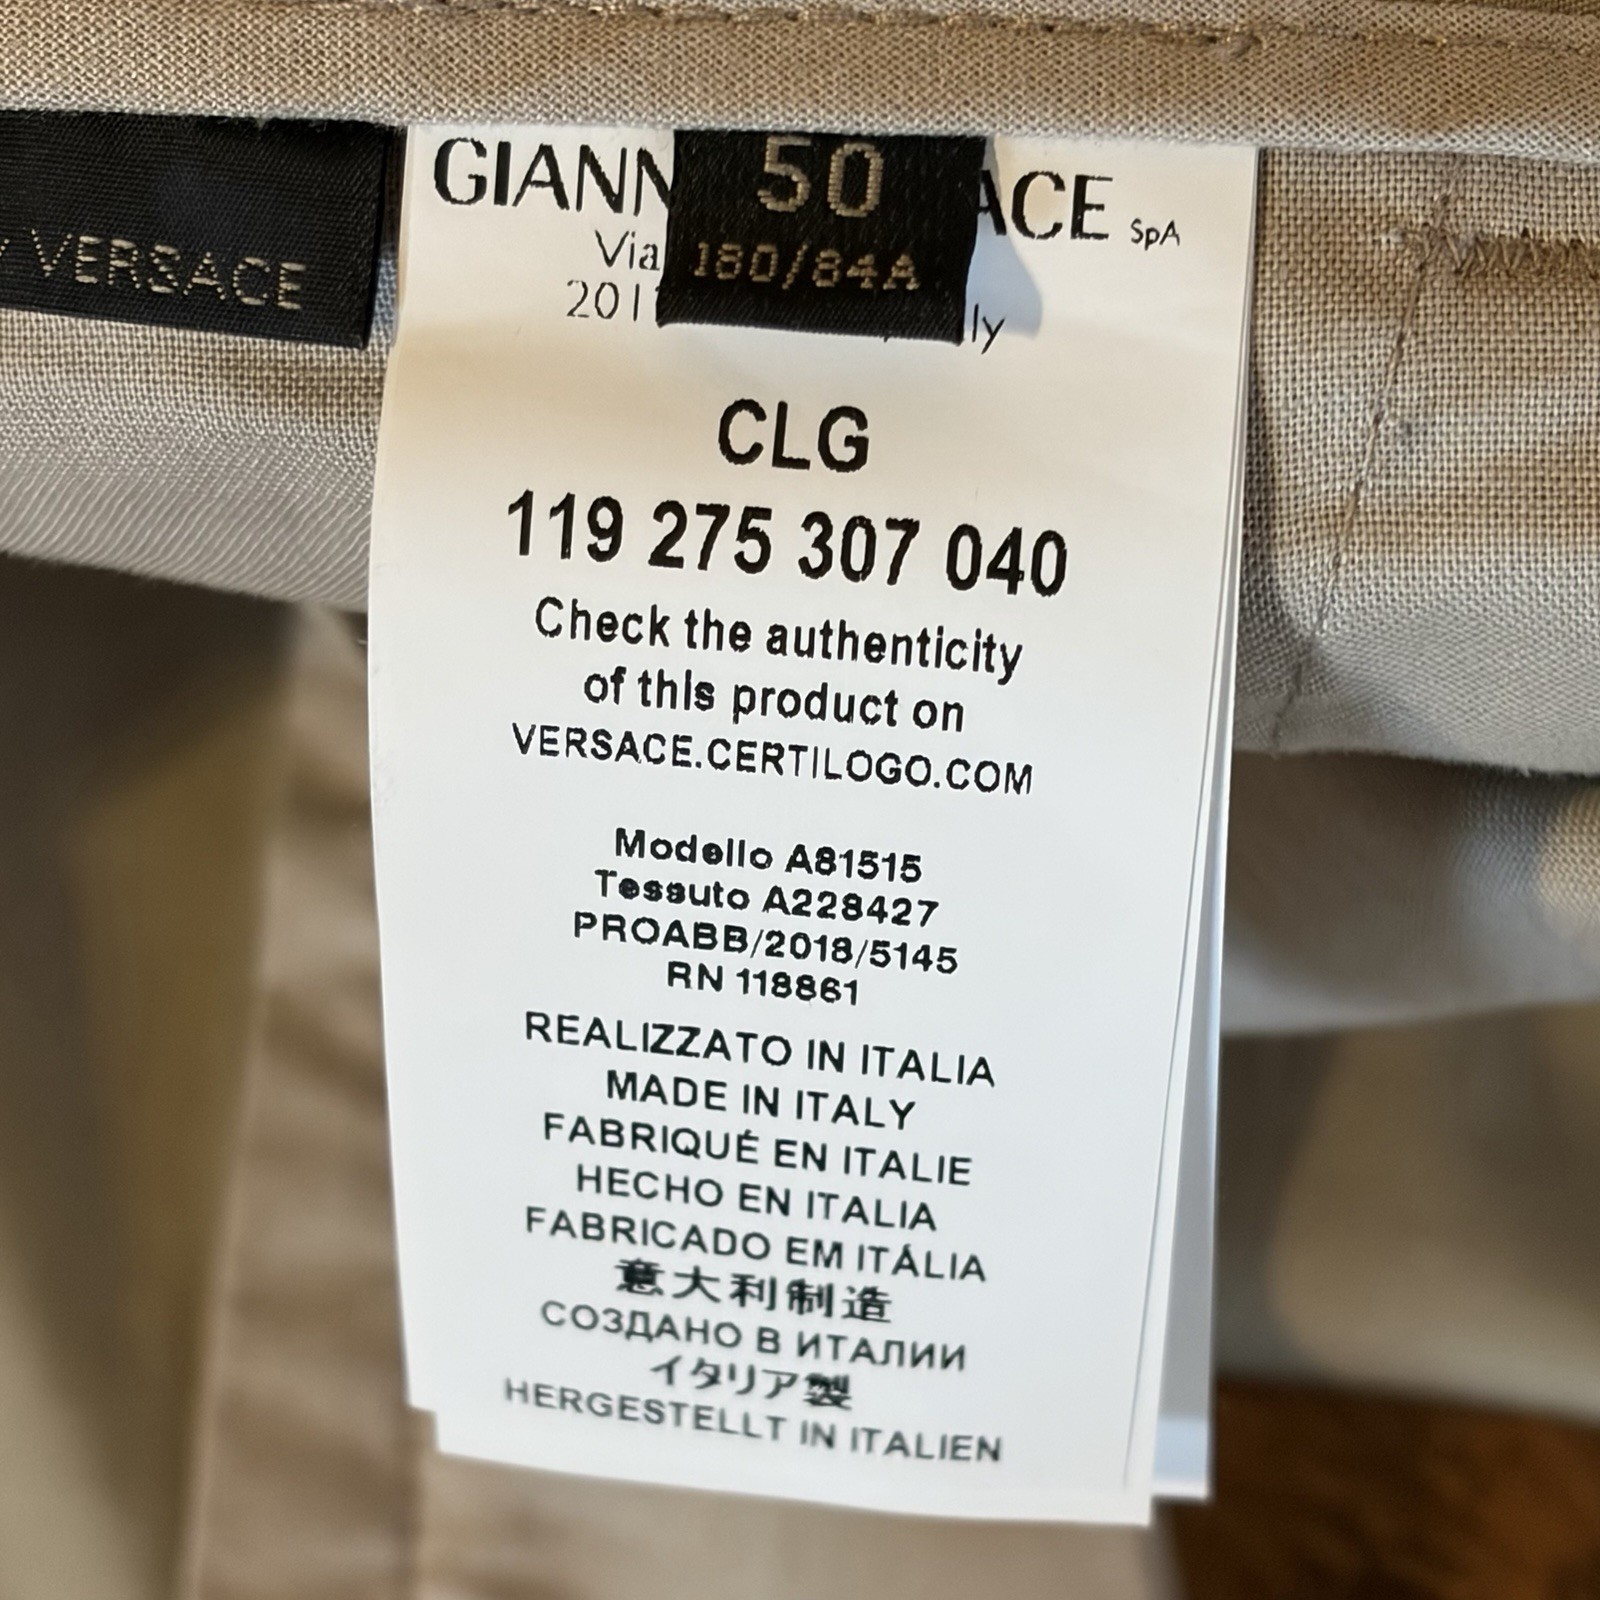 VERSACE
50
180/84A
GIANN ACE SpA
Via
201 ly
CLG
119 275 307 040
Check the authenticity
of this product on
VERSACE.CERTILOGO.COM
Modello A81515
Tessuto A228427
PROABB/2018/5145
RN 118861
REALIZZATO IN ITALIA
MADE IN ITALY
FABRIQUÉ EN ITALIE
HECHO EN ITALIA
FABRICADO EM ITÁLIA
意大利制造
СОЗДАНО В ИТАЛИИ
イタリア製
HERGESTELLT IN ITALIEN